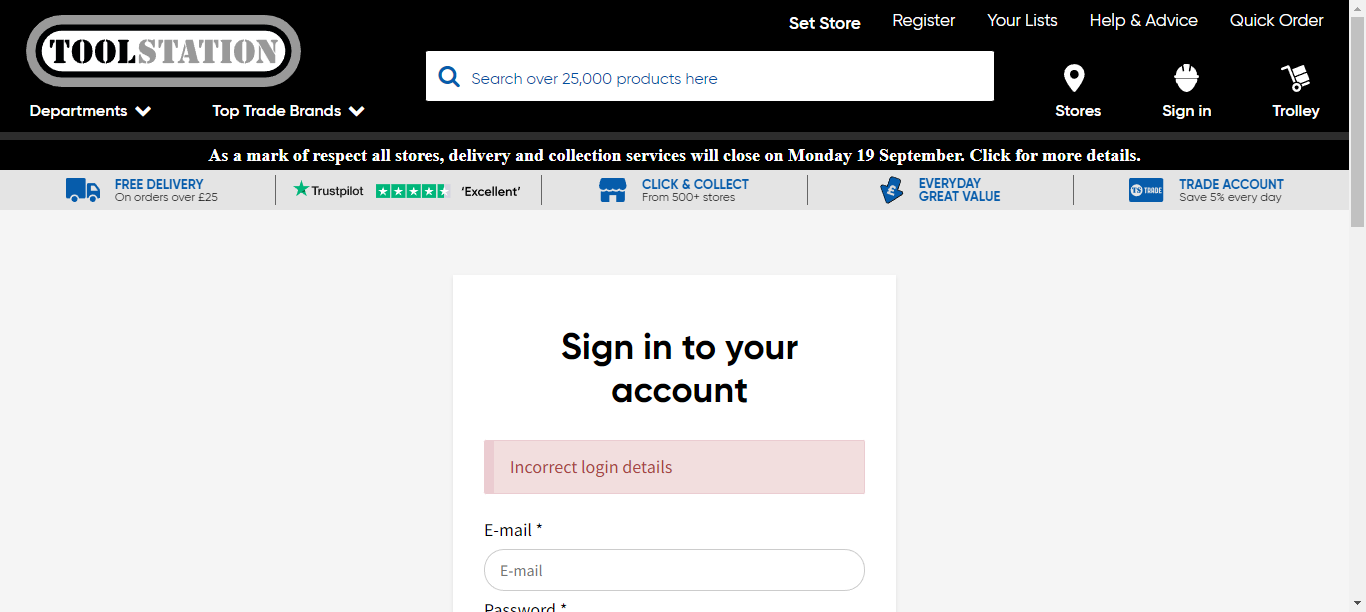 TOOLSTATION
Set Store Register Your Lists Help & Advice Quick Order
Search over 25,000 products here
Departments Top Trade Brands
Stores Sign in Trolley
As a mark of respect all stores, delivery and collection services will close on Monday 19 September. Click for more details.
FREE DELIVERY
On orders over £25
Trustpilot 'Excellent'
CLICK & COLLECT
From 500+ stores
£
EVERYDAY
GREAT VALUE
TRADE
TRADE ACCOUNT
Save 5% every day
Sign in to your
account
Incorrect login details
E-mail *
E-mail
Password *